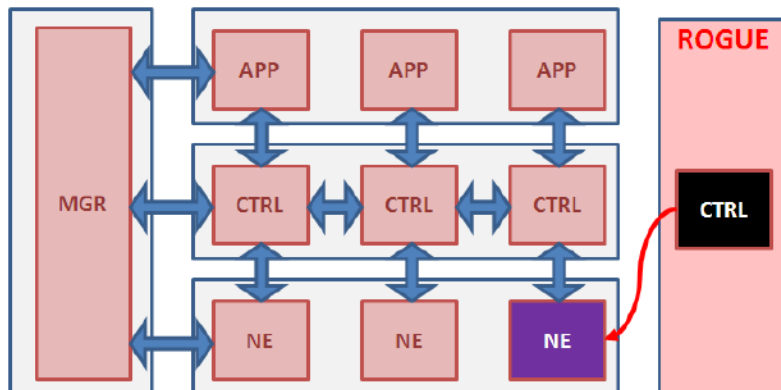 APP APP APP
ROGUE
MGR
CTRL CTRL CTRL
CTRL
NE NE NE